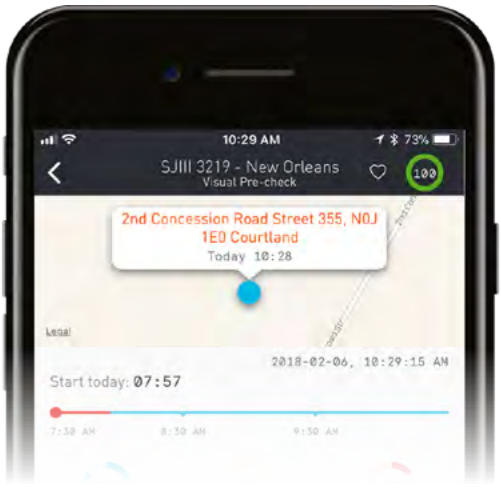 10:29 AM
73%
SJIII 3219 - New Orleans
Visual Pre-check
100
2nd Concession Road Street 355, N0J
1E0 Courtland
Today 10:28
Legal
2018-02-06, 10:29:15 AM
Start today: 07:57
7:30 AM 8:30 AM 9:30 AM